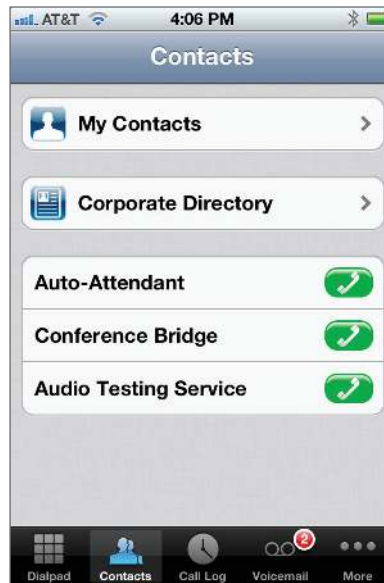 AT&T 4:06 PM
Contacts
My Contacts
Corporate Directory
Auto-Attendant
Conference Bridge
Audio Testing Service
2
Dialpad Contacts Call Log Voicemail More